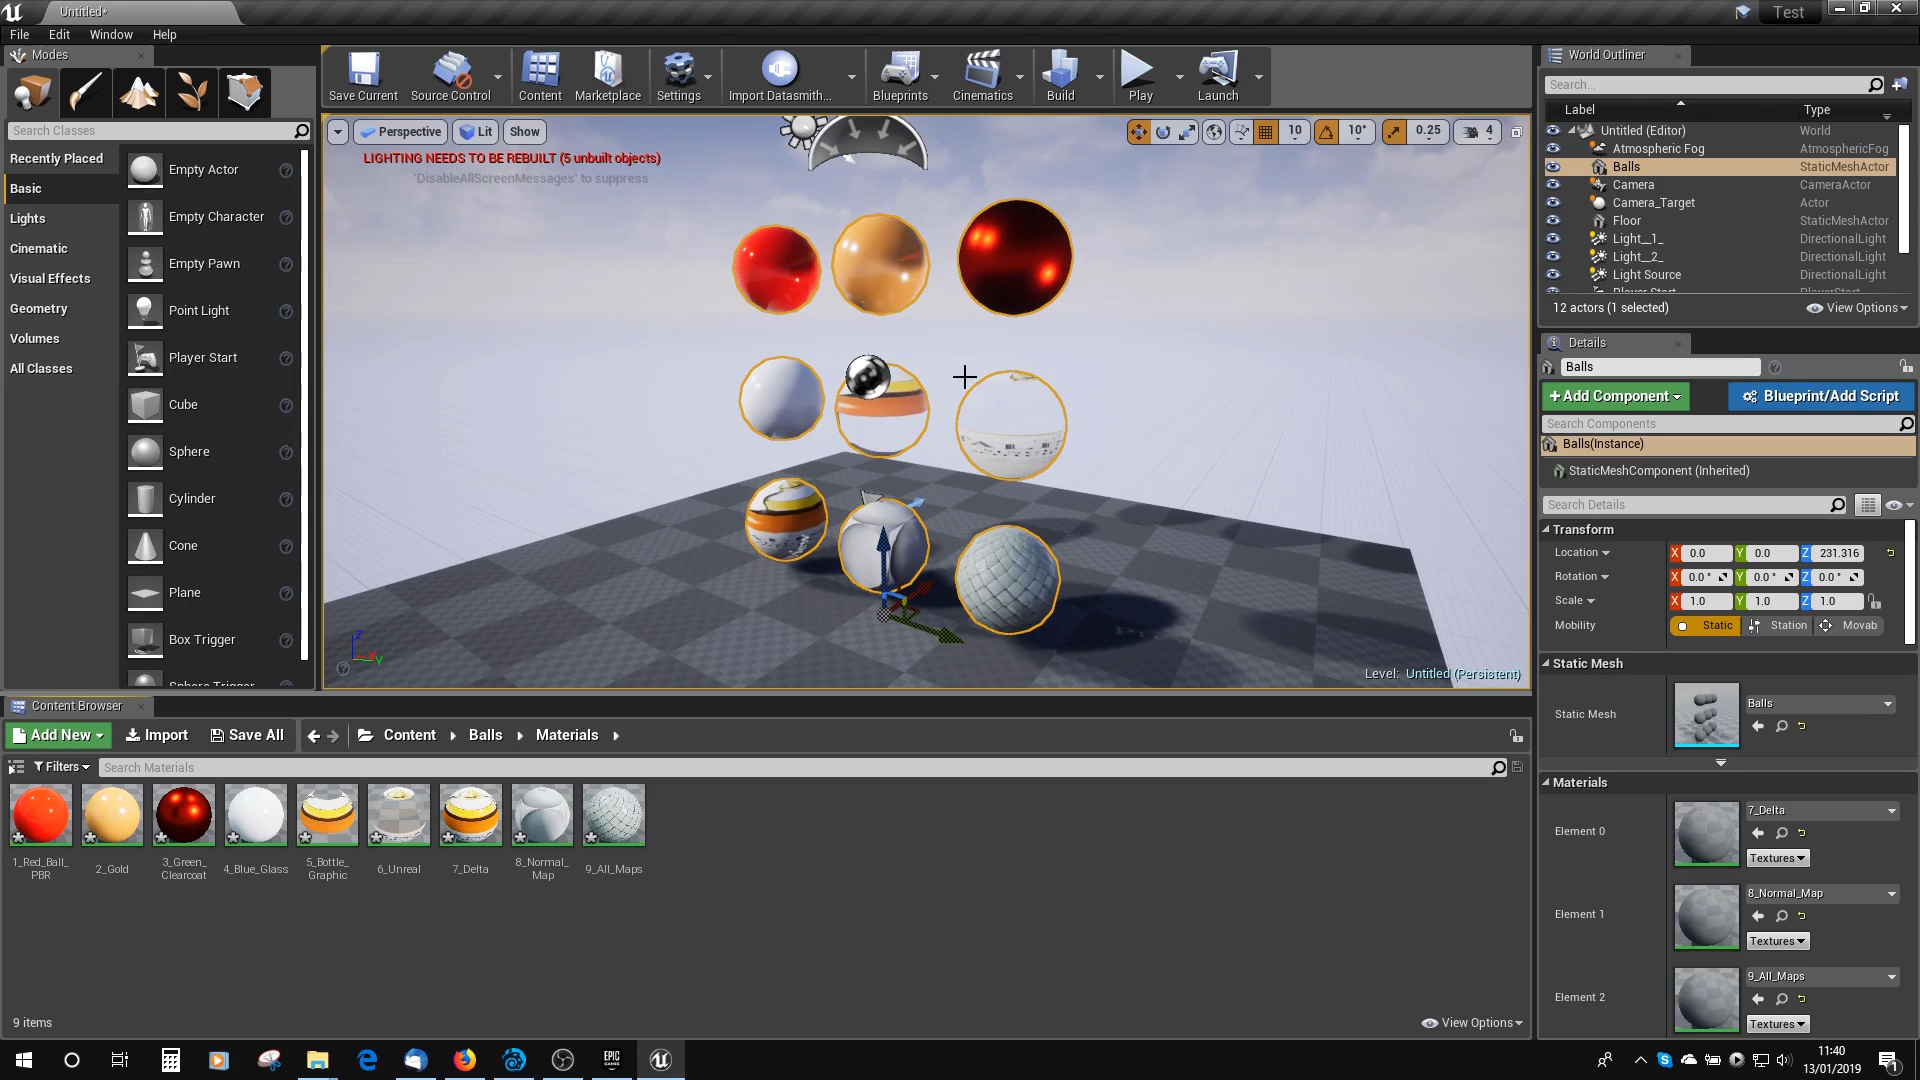 Untitled*
Test
File Edit Window Help
Modes
Save Current
Source Control
Content
Marketplace
Settings
Import Datasmith...
Blueprints
Cinematics
Build
Play
Launch
Search Classes
Recently Placed
Basic
Lights
Cinematic
Visual Effects
Geometry
Volumes
All Classes
Empty Actor
Empty Character
Empty Pawn
Point Light
Player Start
Cube
Sphere
Cylinder
Cone
Plane
Box Trigger
Sphere Trigger
Perspective
Lit
Show
10
10°
0.25
4
LIGHTING NEEDS TO BE REBUILT (5 unbuilt objects)
'DisableAllScreenMessages' to suppress
Z
X
Y
Level: Untitled (Persistent)
World Outliner
Search...
Label Type
Untitled (Editor) World
Atmospheric Fog AtmosphericFog
Balls StaticMeshActor
Camera CameraActor
Camera_Target Actor
Floor StaticMeshActor
Light__1_ DirectionalLight
Light__2_ DirectionalLight
Light Source DirectionalLight
Player Start PlayerStart
12 actors (1 selected)
View Options
Details
Balls
+Add Component
Blueprint/Add Script
Search Components
Balls(Instance)
StaticMeshComponent (Inherited)
Search Details
Transform
Location X 0.0 Y 0.0 Z 231.316
Rotation X 0.0 ° Y 0.0 ° Z 0.0 °
Scale X 1.0 Y 1.0 Z 1.0
Mobility Static Station Movab
Static Mesh
Static Mesh
Balls
Materials
Element 0
7_Delta
Textures
Element 1
8_Normal_Map
Textures
Element 2
9_All_Maps
Textures
Content Browser
Add New
Import
Save All
Content Balls Materials
Filters
Search Materials
1_Red_Ball_
PBR
2_Gold
3_Green_
Clearcoat
4_Blue_Glass
5_Bottle_
Graphic
6_Unreal
7_Delta
8_Normal_
Map
9_All_Maps
9 items
View Options
EPIC
GAMES
11:40
13/01/2019
1